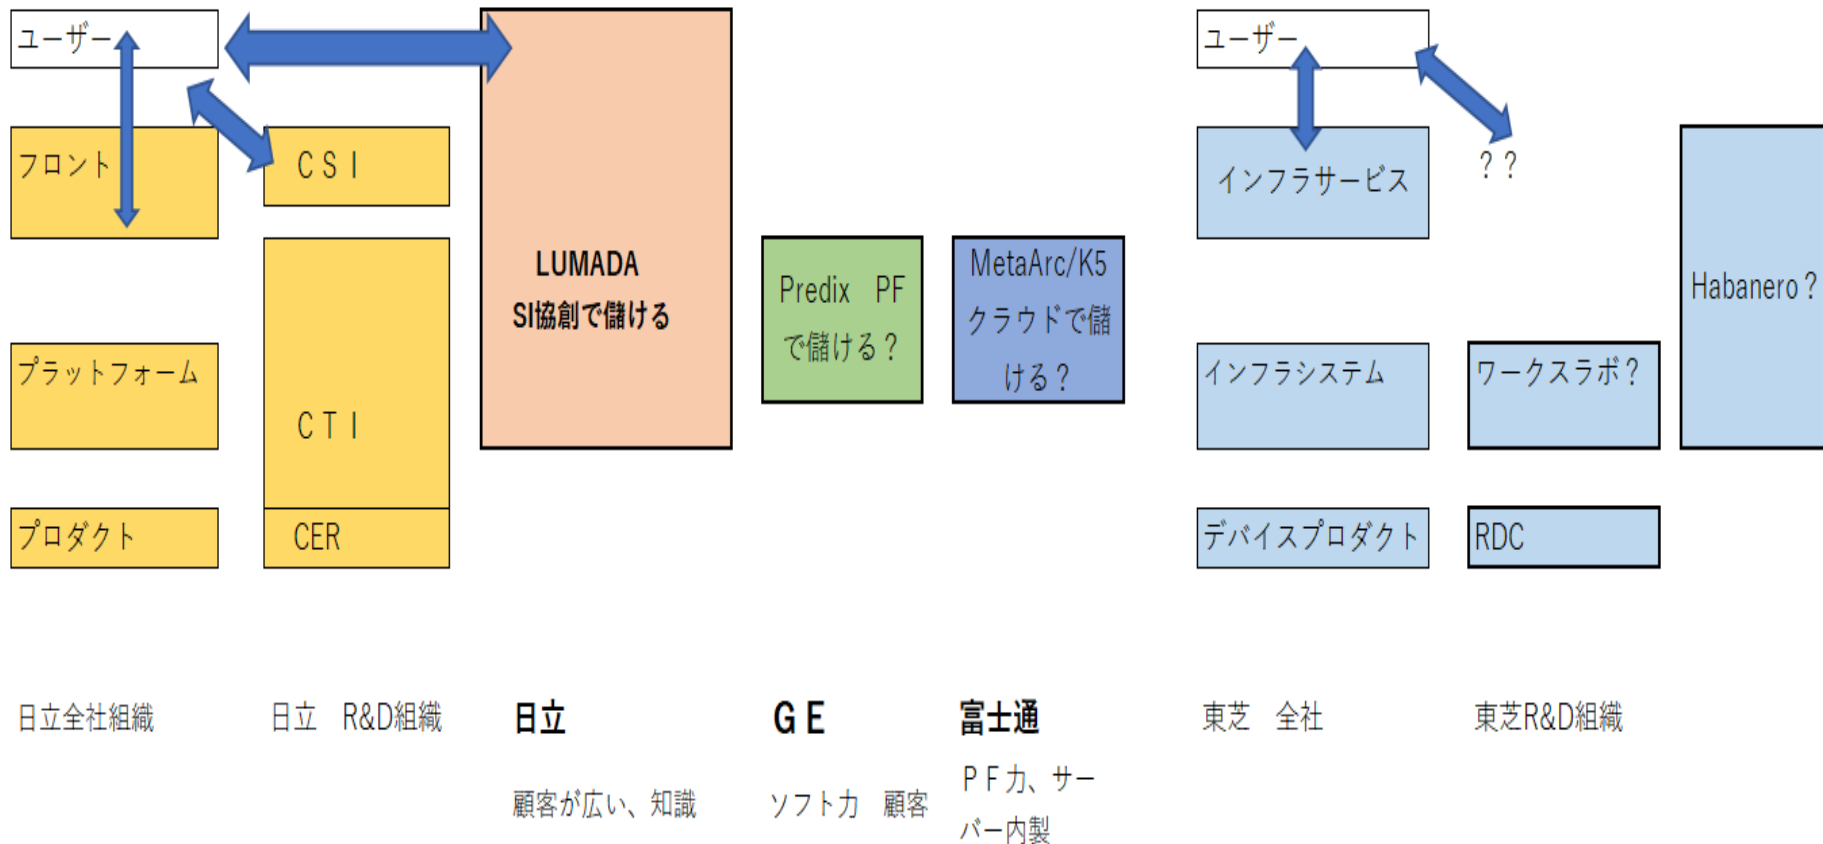 ユーザー
フロント
プラットフォーム
プロダクト
日立全社組織
ＣＳＩ
ＣＴＩ
CER
日立　R&D組織
LUMADA
SI協創で儲ける
日立
顧客が広い、知識
Predix　PF
で儲ける？
ＧＥ
ソフト力　顧客
MetaArc/K5
クラウドで儲
ける？
富士通
ＰＦ力、サー
バー内製
ユーザー
インフラサービス
インフラシステム
デバイスプロダクト
東芝　全社
？？
ワークスラボ？
RDC
東芝R&D組織
Habanero？